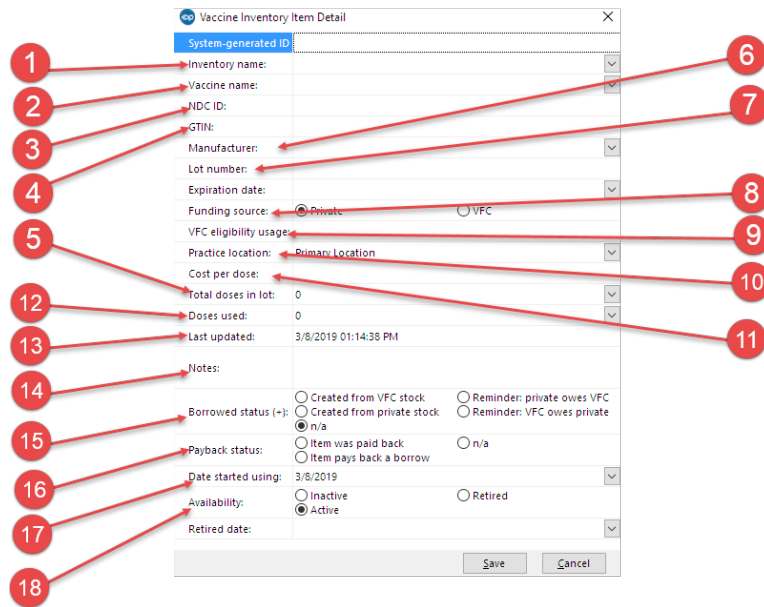 Vaccine Inventory Item Detail
System-generated ID
1 Inventory name: 6
2 Vaccine name:
3 NDC ID: 7
4 GTIN:
Manufacturer:
Lot number:
Expiration date:
Funding source: Private VFC 8
VFC eligibility usage: 9
5 Practice location: Primary Location 10
Cost per dose: 11
Total doses in lot: 0
12 Doses used: 0
13 Last updated: 3/8/2019 01:14:38 PM
14 Notes:
Created from VFC stock Reminder: private owes VFC
15 Borrowed status (+): Created from private stock Reminder: VFC owes private
n/a
16 Payback status: Item was paid back n/a
Item pays back a borrow
17 Date started using: 3/8/2019
18 Availability: Inactive Retired
Active
Retired date:
Save Cancel